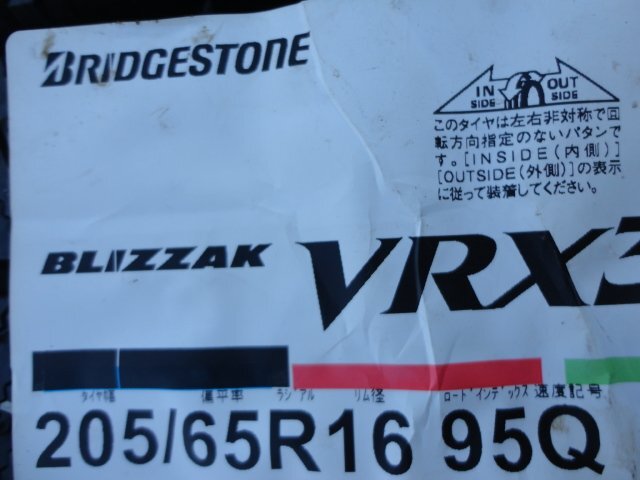 BRIDGESTONE
IN SIDE OUT SIDE
このタイヤは左右非対称で回
転方向指定のないパタンで
す。[INSIDE(内側)]
[OUTSIDE(外側)]の表示
に従って装着してください。
BLIZZAK VRX3
タイヤ幅 偏平率 ラジアル リム径 ロードインデックス 速度記号
205/65R16 95Q